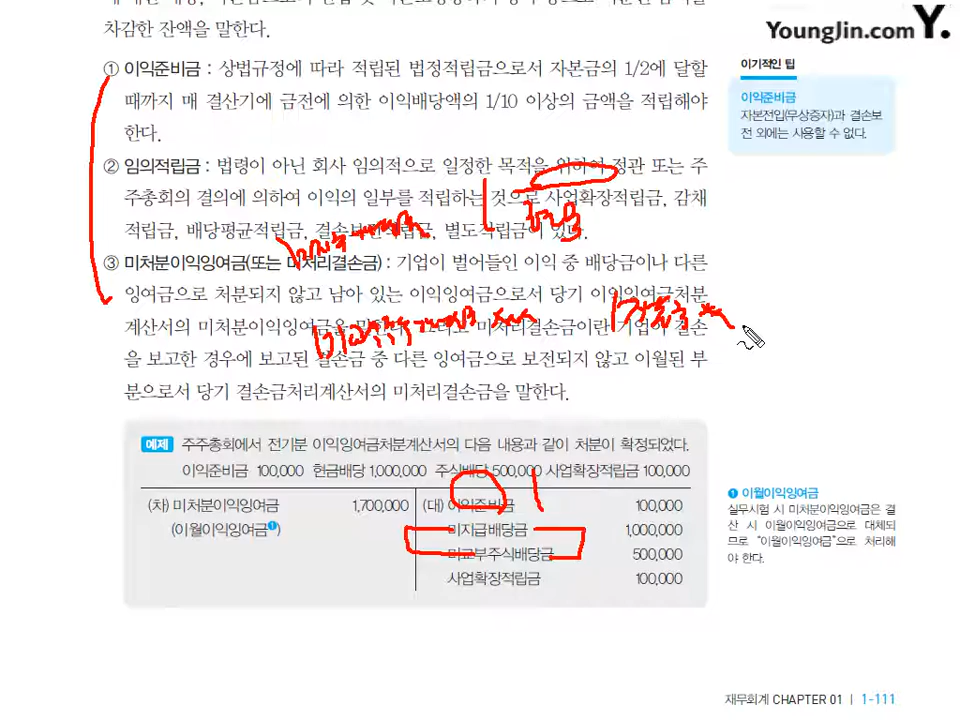 차감한 잔액을 말한다.
YoungJin.com Y.
① 이익준비금 : 상법규정에 따라 적립된 법정적립금으로서 자본금의 1/2에 달할
때까지 매 결산기에 금전에 의한 이익배당액의 1/10 이상의 금액을 적립해야
한다.
② 임의적립금 : 법령이 아닌 회사 임의적으로 일정한 목적을 위하여 정관 또는 주
주총회의 결의에 의하여 이익의 일부를 적립하는 것으로 사업확장적립금, 감채
적립금, 배당평균적립금, 결손보전적립금, 별도적립금이 있다.
③ 미처분이익잉여금(또는 미처리결손금) : 기업이 벌어들인 이익 중 배당금이나 다른
잉여금으로 처분되지 않고 남아 있는 이익잉여금으로서 당기 이익잉여금처분
계산서의 미처분이익잉여금을 말한다. 미처리결손금이란 기업이 결손
을 보고한 경우에 보고된 결손금 중 다른 잉여금으로 보전되지 않고 이월된 부
분으로서 당기 결손금처리계산서의 미처리결손금을 말한다.
이기적인 팁
이익준비금
자본전입(무상증자)과 결손보
전 외에는 사용할 수 없다.
예제 주주총회에서 전기분 이익잉여금처분계산서의 다음 내용과 같이 처분이 확정되었다.
이익준비금 100,000 현금배당 1,000,000 주식배당 500,000 사업확장적립금 100,000
(차) 미처분이익잉여금 1,700,000 (대) 이익준비금 100,000
(이월이익잉여금❶) 미지급배당금 1,000,000
미교부주식배당금 500,000
사업확장적립금 100,000
❶ 이월이익잉여금
실무시험 시 미처분이익잉여금은 결
산 시 이월이익잉여금으로 대체되
므로 "이월이익잉여금"으로 처리해
야 한다.
재무회계 CHAPTER 01 | 1-111